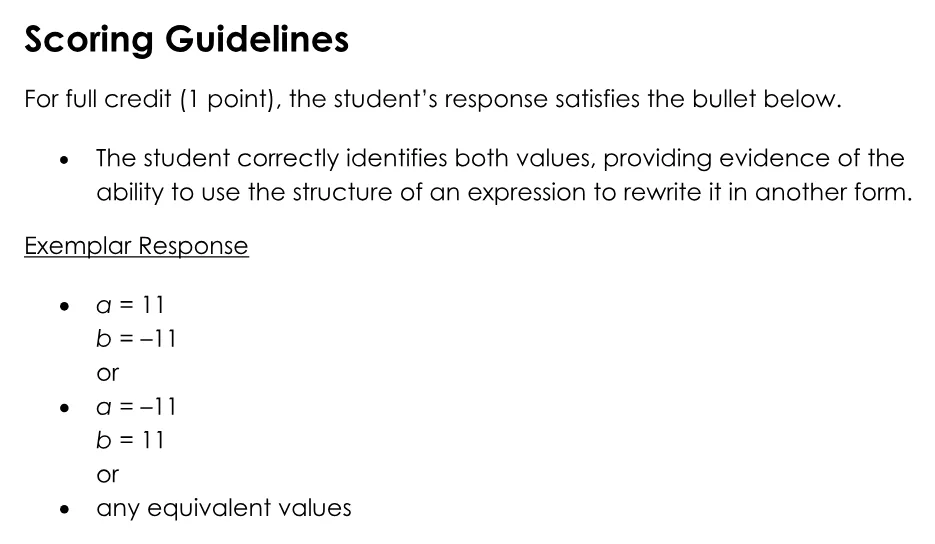 Scoring Guidelines
For full credit (1 point), the student’s response satisfies the bullet below.
• The student correctly identifies both values, providing evidence of the
ability to use the structure of an expression to rewrite it in another form.
Exemplar Response
• a = 11
b = –11
or
• a = –11
b = 11
or
• any equivalent values